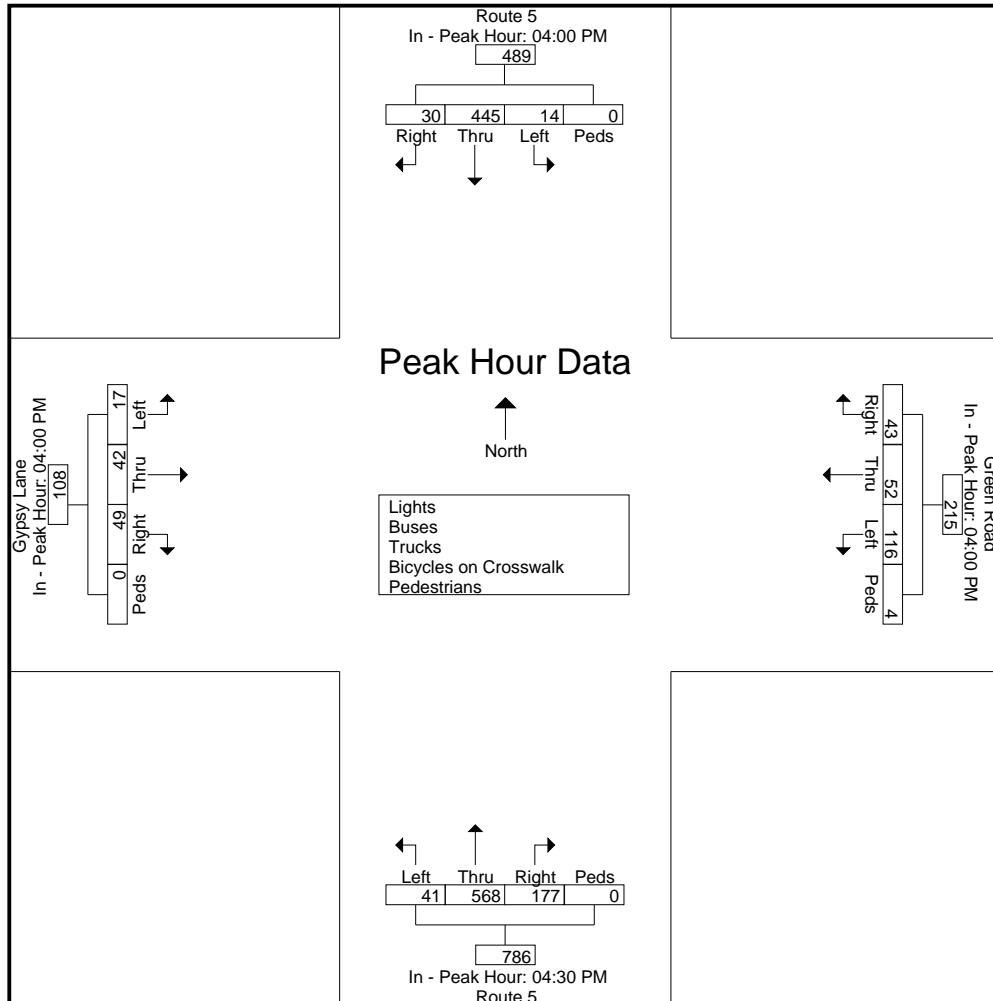 Route 5
In - Peak Hour: 04:00 PM
489
30 445 14 0
Right Thru Left Peds
Peak Hour Data
North
Lights
Buses
Trucks
Bicycles on Crosswalk
Pedestrians
Gypsy Lane
In - Peak Hour: 04:00 PM
108
17 42 49 0
Left Thru Right Peds
Green Road
In - Peak Hour: 04:00 PM
215
43 52 116 4
Right Thru Left Peds
Left Thru Right Peds
41 568 177 0
786
In - Peak Hour: 04:30 PM
Route 5